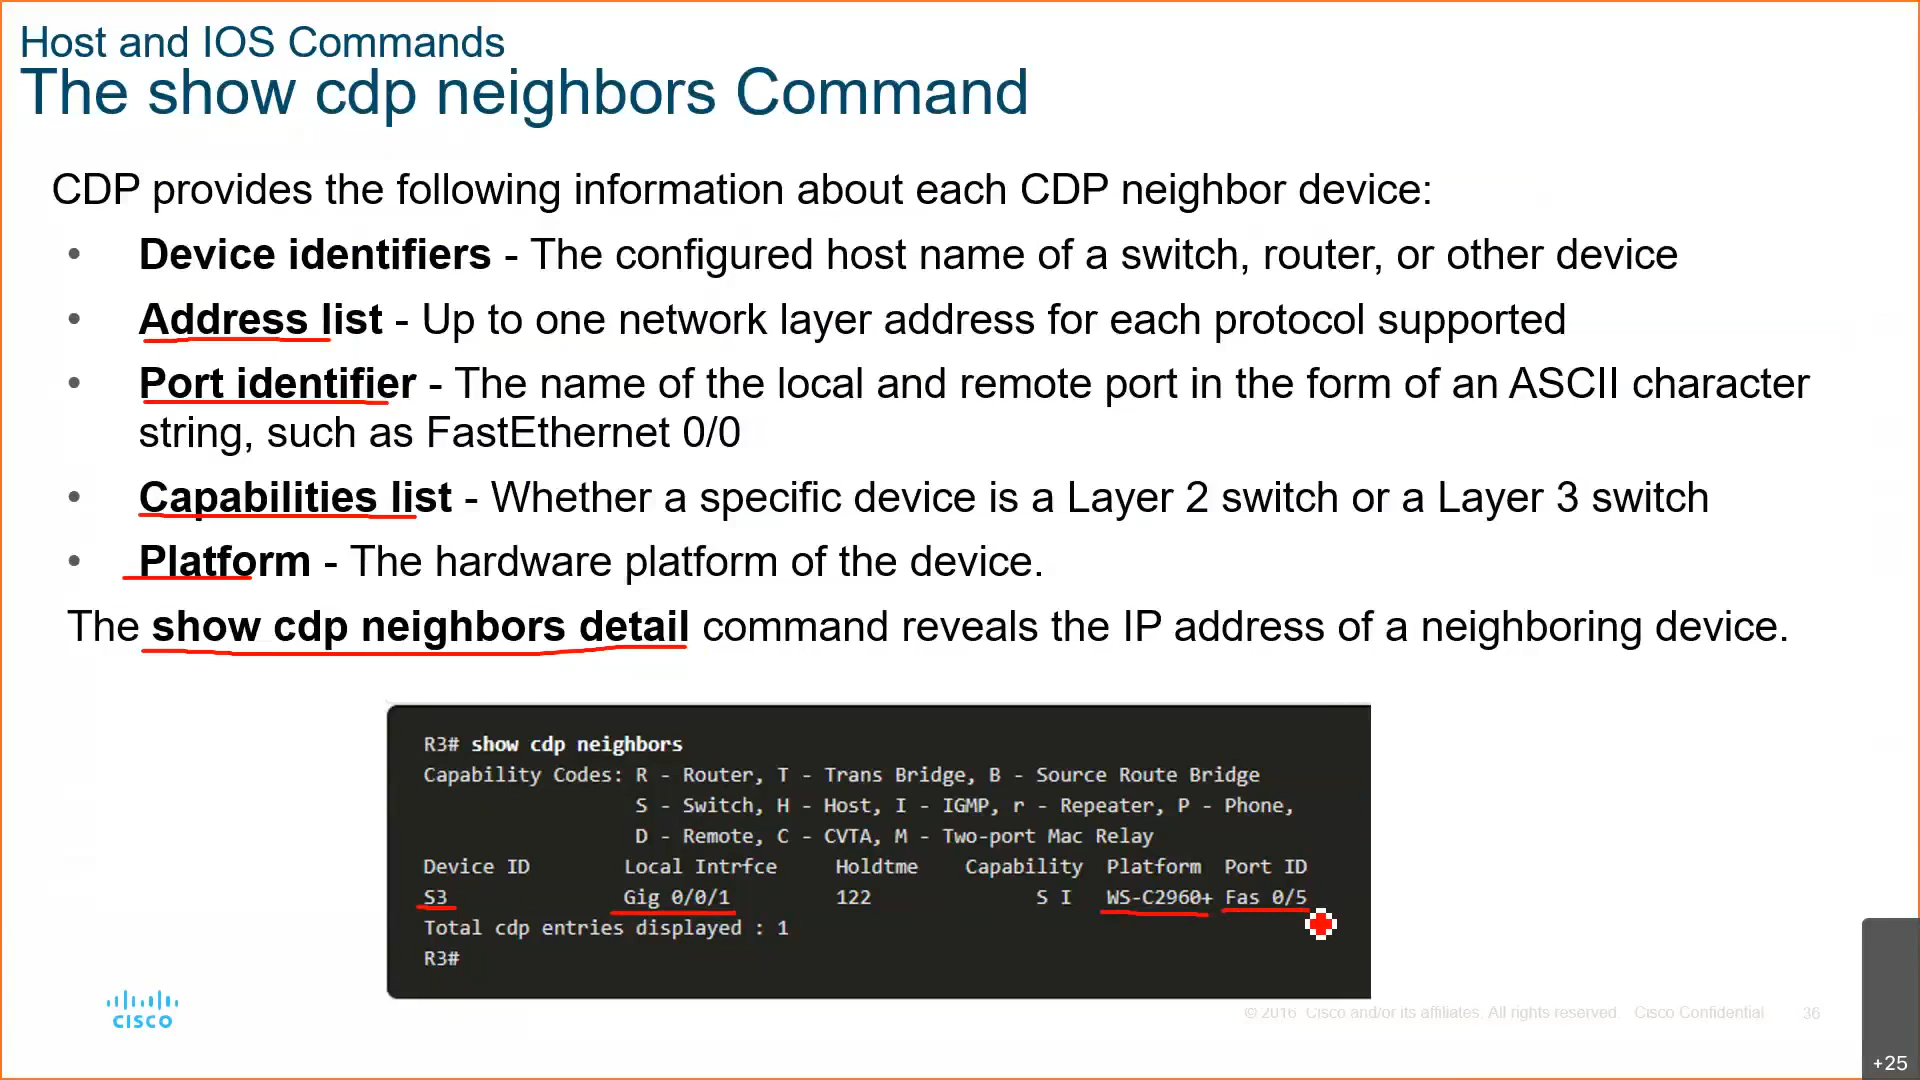 Host and IOS Commands
The show cdp neighbors Command
CDP provides the following information about each CDP neighbor device:
• Device identifiers - The configured host name of a switch, router, or other device
• Address list - Up to one network layer address for each protocol supported
• Port identifier - The name of the local and remote port in the form of an ASCII character
string, such as FastEthernet 0/0
• Capabilities list - Whether a specific device is a Layer 2 switch or a Layer 3 switch
• Platform - The hardware platform of the device.
The show cdp neighbors detail command reveals the IP address of a neighboring device.
R3# show cdp neighbors
Capability Codes: R - Router, T - Trans Bridge, B - Source Route Bridge
S - Switch, H - Host, I - IGMP, r - Repeater, P - Phone,
D - Remote, C - CVTA, M - Two-port Mac Relay
Device ID Local Intrfce Holdtme Capability Platform Port ID
S3 Gig 0/0/1 122 S I WS-C2960+ Fas 0/5
Total cdp entries displayed : 1
R3#
CISCO
© 2016 Cisco and/or its affiliates. All rights reserved. Cisco Confidential 36
+25